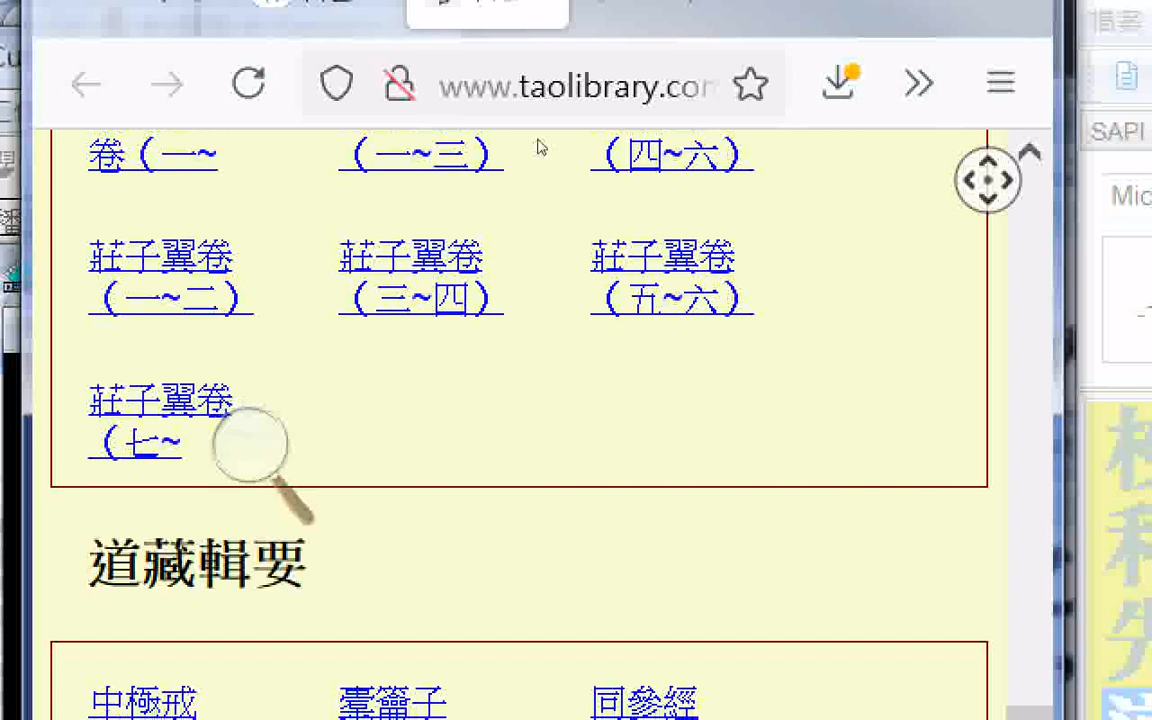 www.taolibrary.com
SAPI
卷（一~
（一~三）
（四~六）
Mic
莊子翼卷
（一~二）
莊子翼卷
（三~四）
莊子翼卷
（五~六）
莊子翼卷
（七~
道藏輯要
中極戒
橐籥子
同參經